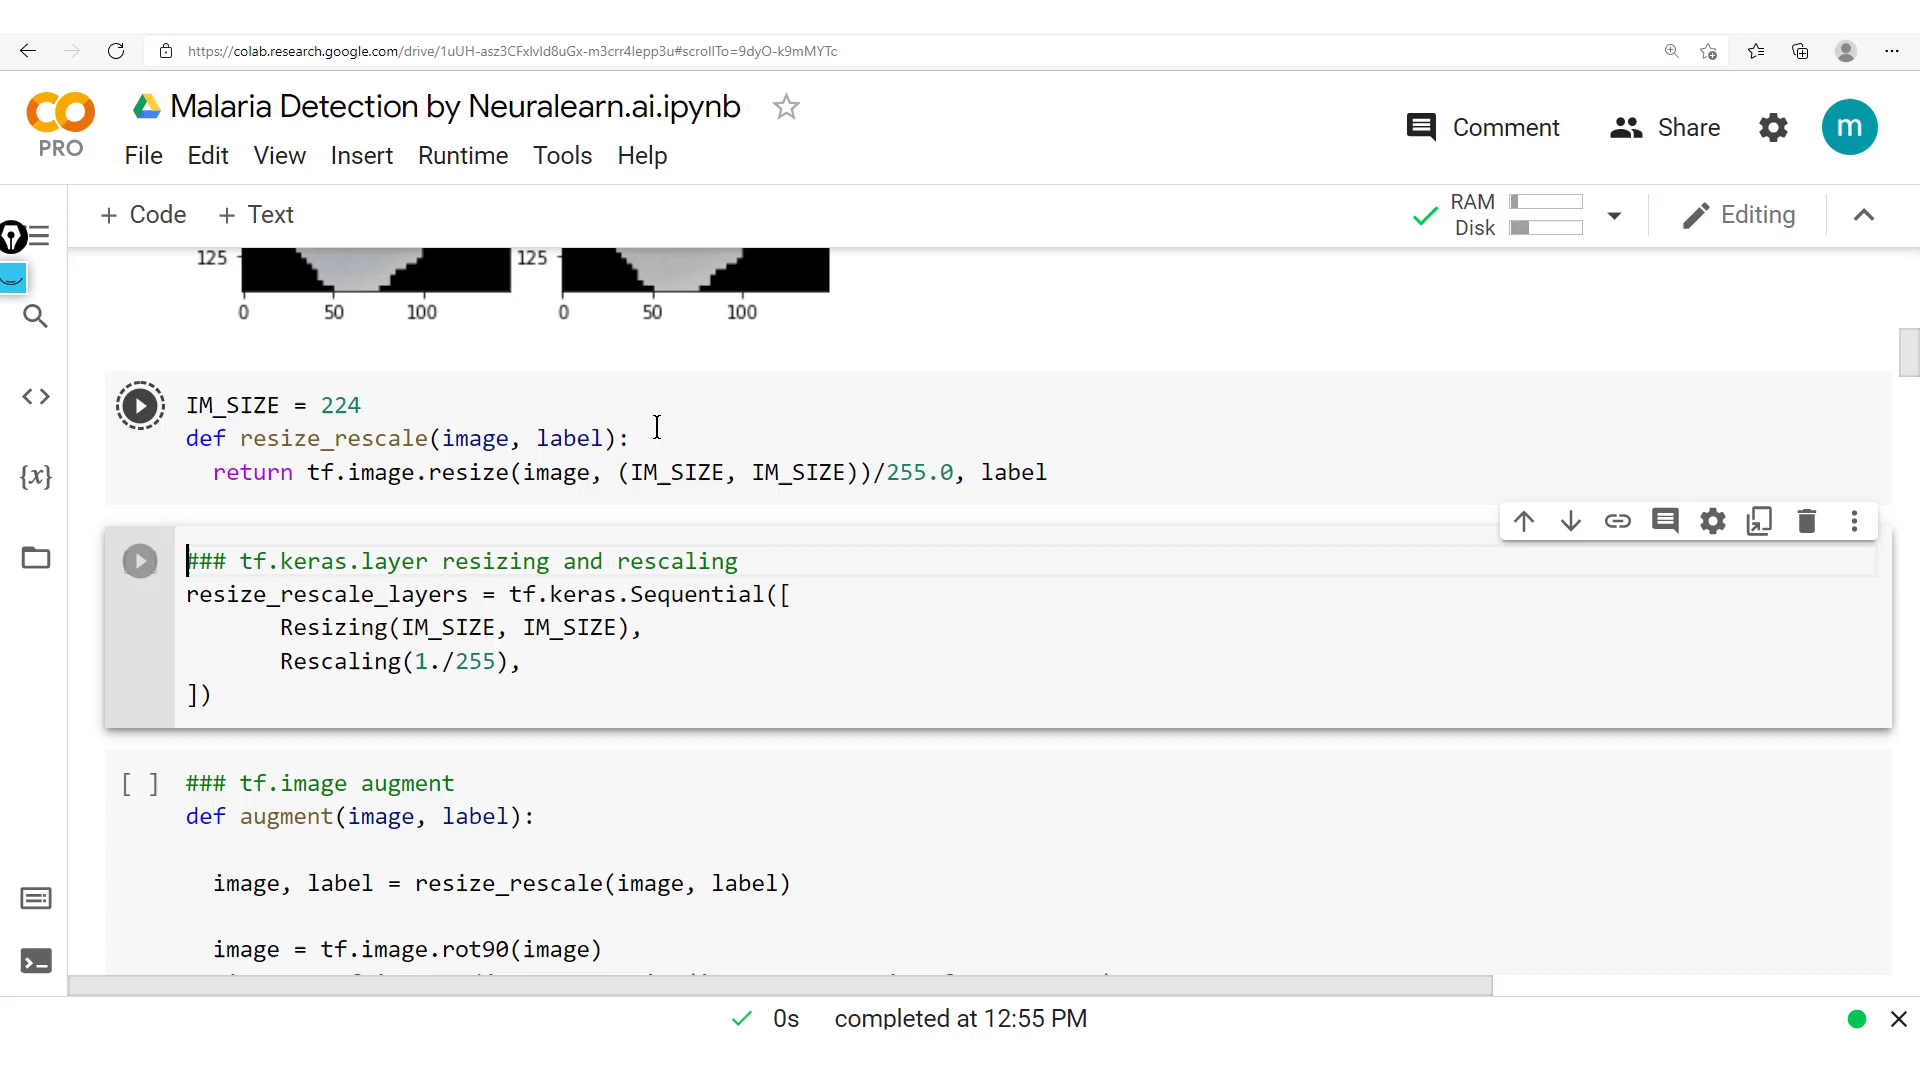 https://colab.research.google.com/drive/1uUH-asz3CFxIvId8uGx-m3crr4lepp3u#scrollTo=9dyO-k9mMYTc
PRO
Malaria Detection by Neuralearn.ai.ipynb
File Edit View Insert Runtime Tools Help
Comment
Share
m
+ Code + Text
RAM
Disk
Editing
125 125
0 50 100 0 50 100
IM_SIZE = 224
def resize_rescale(image, label):
return tf.image.resize(image, (IM_SIZE, IM_SIZE))/255.0, label
{x}
### tf.keras.layer resizing and rescaling
resize_rescale_layers = tf.keras.Sequential([
Resizing(IM_SIZE, IM_SIZE),
Rescaling(1./255),
])
[ ] ### tf.image augment
def augment(image, label):
image, label = resize_rescale(image, label)
image = tf.image.rot90(image)
0s completed at 12:55 PM